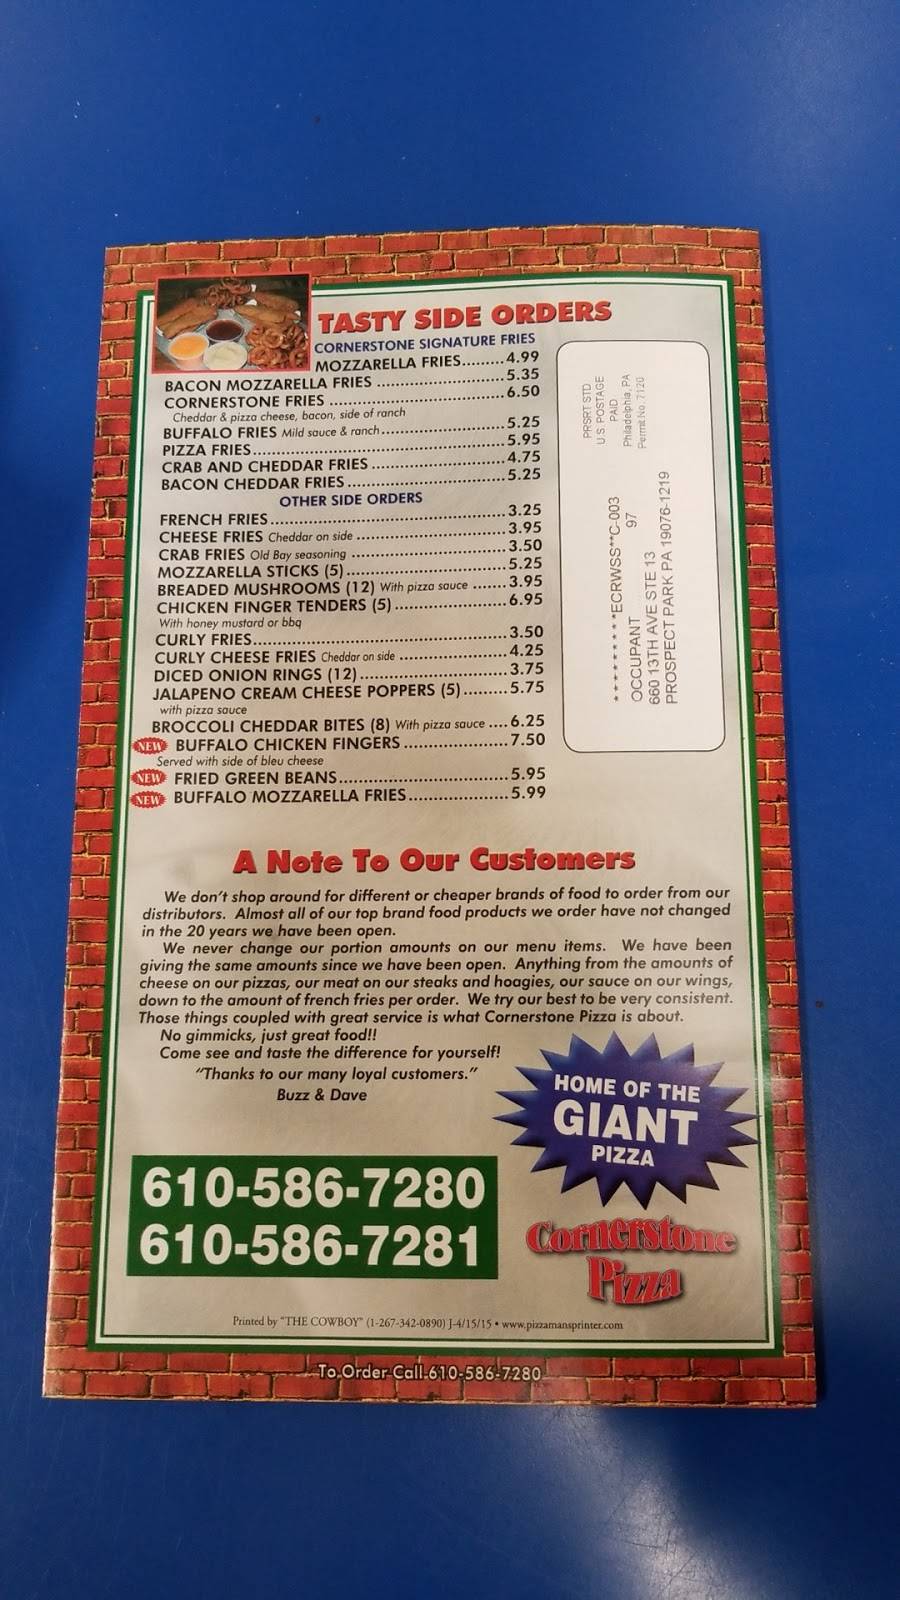 TASTY SIDE ORDERS
CORNERSTONE SIGNATURE FRIES
MOZZARELLA FRIES........4.99
BACON MOZZARELLA FRIES ........................5.35
CORNERSTONE FRIES .................................6.50
Cheddar & pizza cheese, bacon, side of ranch
BUFFALO FRIES Mild sauce & ranch.......................5.25
PIZZA FRIES..............................................5.95
CRAB AND CHEDDAR FRIES .........................4.75
BACON CHEDDAR FRIES..............................5.25
OTHER SIDE ORDERS
FRENCH FRIES...........................................3.25
CHEESE FRIES Cheddar on side ...........................3.95
CRAB FRIES Old Bay seasoning ............................3.50
MOZZARELLA STICKS (5)..............................5.25
BREADED MUSHROOMS (12) With pizza sauce .......3.95
CHICKEN FINGER TENDERS (5) .....................6.95
With honey mustard or bbq
CURLY FRIES..............................................3.50
CURLY CHEESE FRIES Cheddar on side ...................4.25
DICED ONION RINGS (12)...........................3.75
JALAPENO CREAM CHEESE POPPERS (5).........5.75
with pizza sauce
BROCCOLI CHEDDAR BITES (8) With pizza sauce ....6.25
NEW BUFFALO CHICKEN FINGERS ...................7.50
Served with side of bleu cheese
NEW FRIED GREEN BEANS..............................5.95
NEW BUFFALO MOZZARELLA FRIES..................5.99
PRSRT STD
U.S. POSTAGE
PAID
Philadelphia, PA
Permit No. 7120
**********ECRWSS**C-003
97
OCCUPANT
660 13TH AVE STE 13
PROSPECT PARK PA 19076-1219
A Note To Our Customers
We don't shop around for different or cheaper brands of food to order from our
distributors. Almost all of our top brand food products we order have not changed
in the 20 years we have been open.
We never change our portion amounts on our menu items. We have been
giving the same amounts since we have been open. Anything from the amounts of
cheese on our pizzas, our meat on our steaks and hoagies, our sauce on our wings,
down to the amount of french fries per order. We try our best to be very consistent.
Those things coupled with great service is what Cornerstone Pizza is about.
No gimmicks, just great food!!
Come see and taste the difference for yourself!
"Thanks to our many loyal customers."
Buzz & Dave
HOME OF THE
GIANT
PIZZA
610-586-7280
610-586-7281
Cornerstone
Pizza
Printed by "THE COWBOY" (1-267-342-0890) J-4/15/15 • www.pizzamansprinter.com
To Order Call 610-586-7280